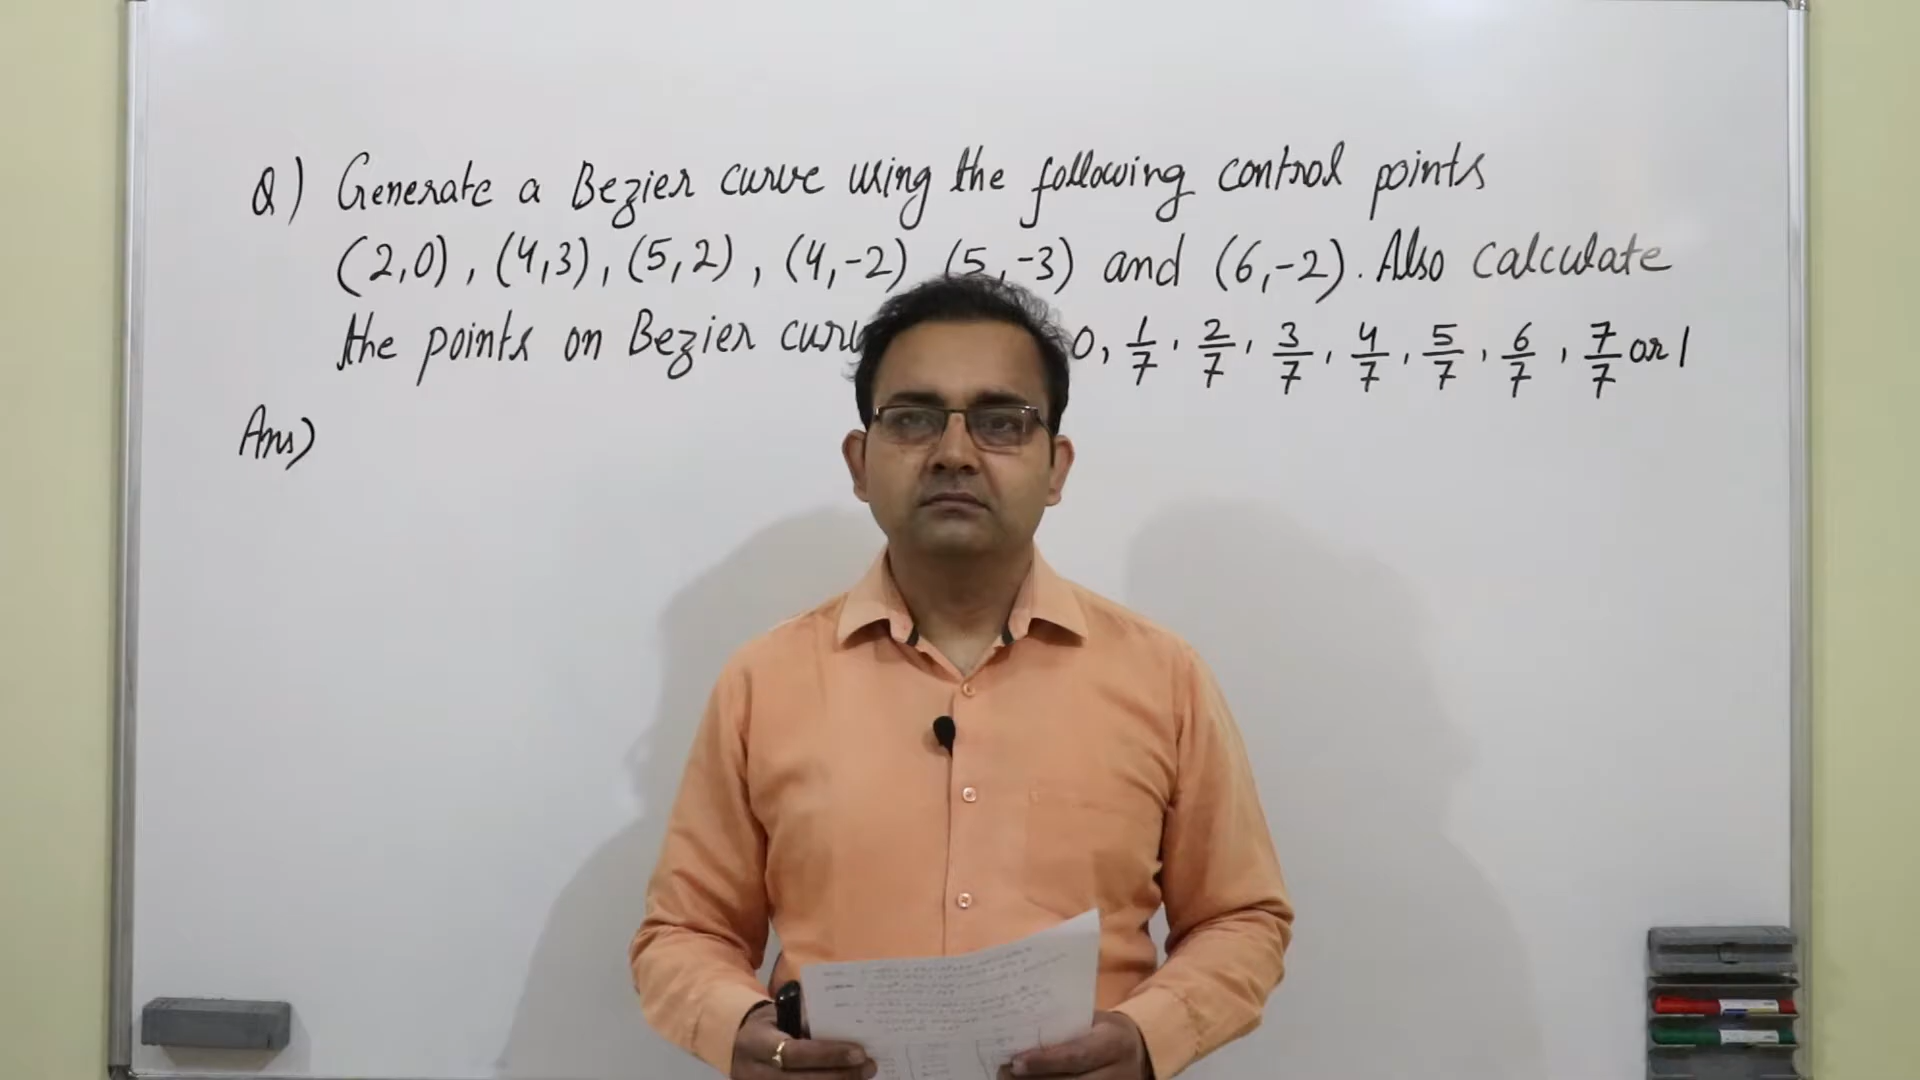 Q) Generate a Bezier curve using the following control points
(2,0), (4,3), (5,2), (4,-2) (5,-3) and (6,-2). Also calculate
the points on Bezier 0, 1/7, 2/7, 3/7, 4/7, 5/7, 6/7, 7/7 or 1
Ans)